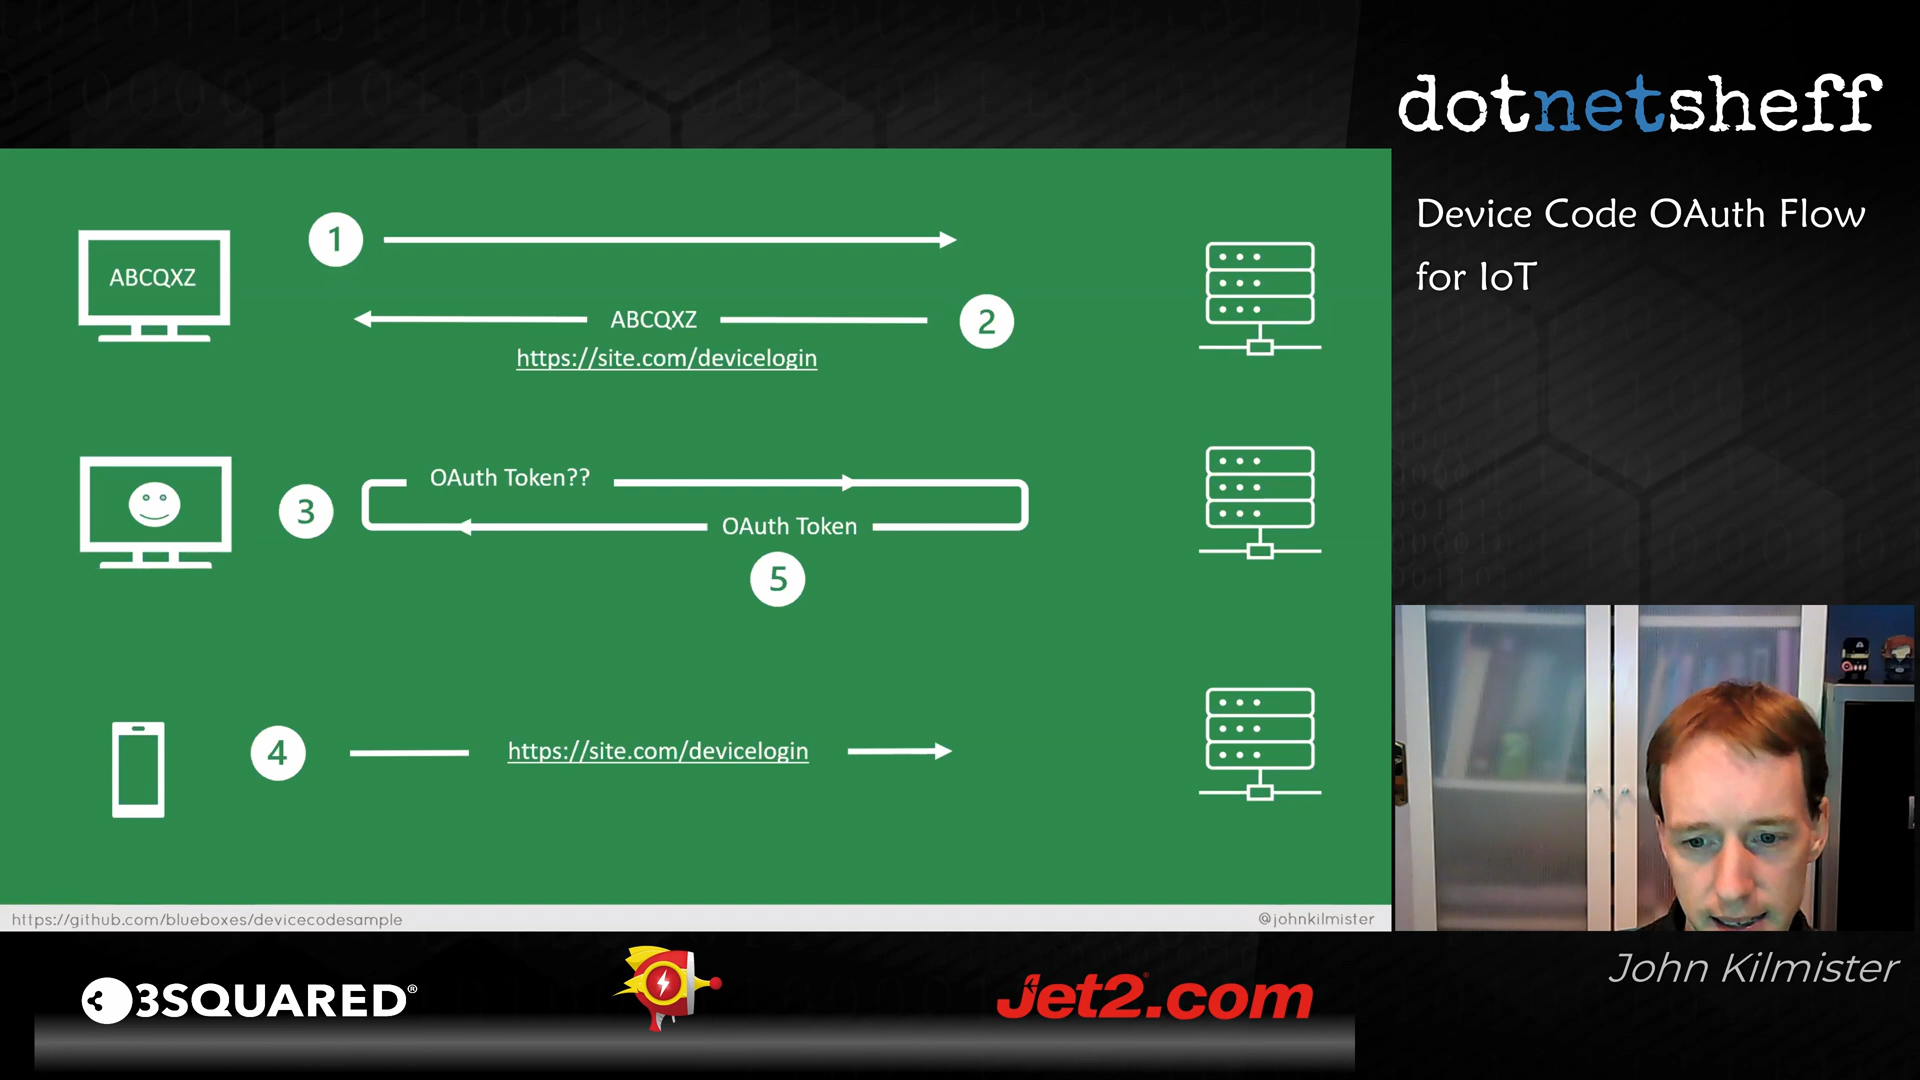 dotnetsheff
Device Code OAuth Flow
for IoT
ABCQXZ
1
ABCQXZ
2
https://site.com/devicelogin
OAuth Token??
3
OAuth Token
5
4
https://site.com/devicelogin
https://github.com/blueboxes/devicecodesample
@johnkilmister
John Kilmister
3SQUARED®
Jet2.com